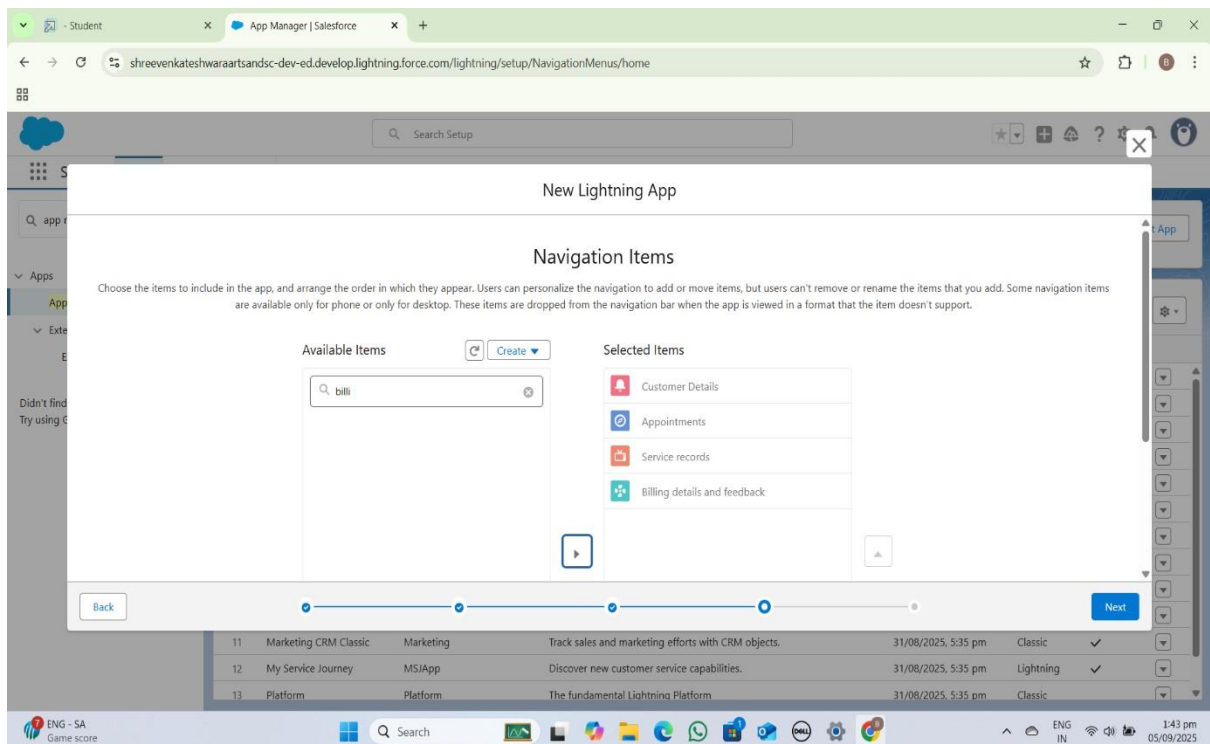 - Student
App Manager | Salesforce
shreevenkateshwaraartsandsc-dev-ed.develop.lightning.force.com/lightning/setup/NavigationMenus/home
B
Search Setup
S
New Lightning App
app r
t App
Navigation Items
Apps
Choose the items to include in the app, and arrange the order in which they appear. Users can personalize the navigation to add or move items, but users can't remove or rename the items that you add. Some navigation items
App
are available only for phone or only for desktop. These items are dropped from the navigation bar when the app is viewed in a format that the item doesn't support.
Exte
E
Available Items
Create
Selected Items
billi
Customer Details
Didn't find
Try using G
Appointments
Service records
Billing details and feedback
Back
Next
11 Marketing CRM Classic Marketing Track sales and marketing efforts with CRM objects. 31/08/2025, 5:35 pm Classic
12 My Service Journey MSJApp Discover new customer service capabilities. 31/08/2025, 5:35 pm Lightning
13 Platform Platform The fundamental Lightning Platform 31/08/2025, 5:35 pm Classic
7
ENG - SA
Game score
Search
DELL
ENG
IN
1:43 pm
05/09/2025